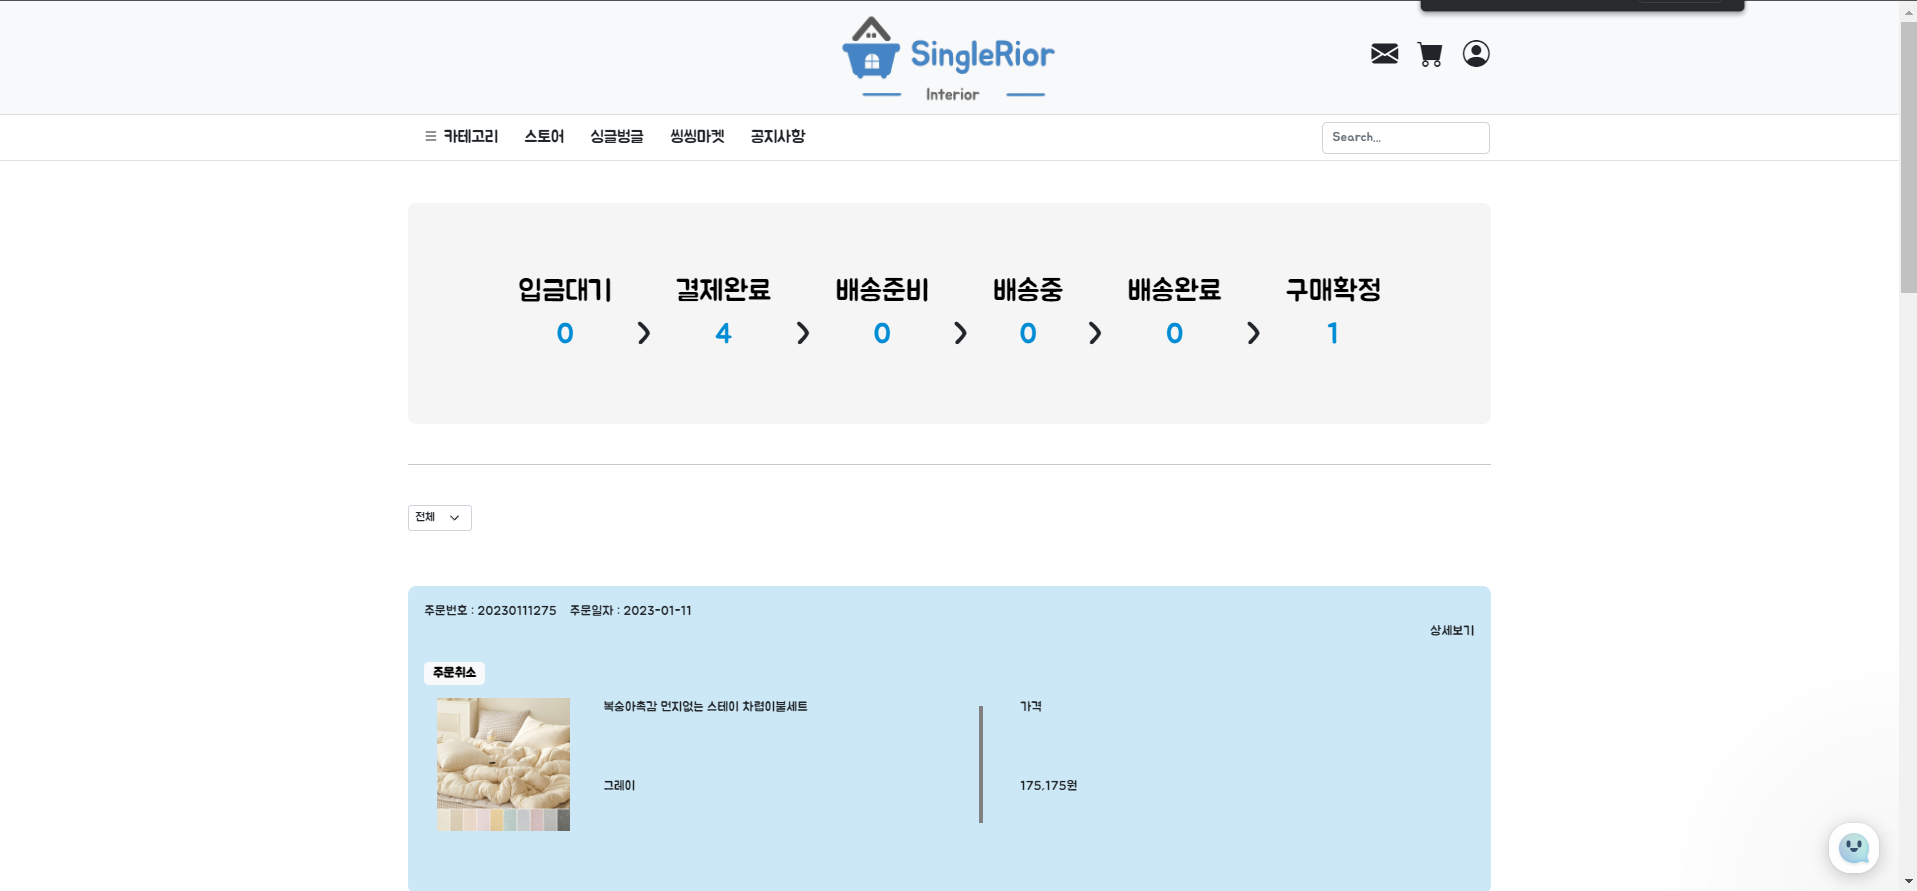 SingleRior
Interior
카테고리 스토어 싱글벙글 씽씽마켓 공지사항
Search...
입금대기 결제완료 배송준비 배송중 배송완료 구매확정
0 4 0 0 0 1
전체
주문번호 : 20230111275 주문일자 : 2023-01-11
상세보기
주문취소
복숭아촉감 먼지없는 스테이 차렵이불세트 가격
그레이 175,175원